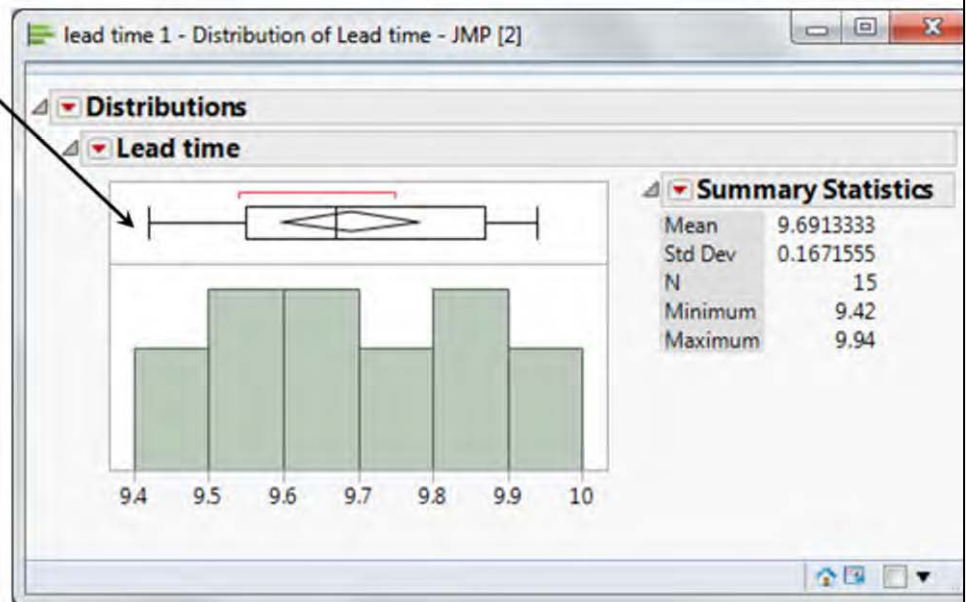 lead time 1 - Distribution of Lead time - JMP [2]
Distributions
Lead time
Summary Statistics
Mean 9.6913333
Std Dev 0.1671555
N 15
Minimum 9.42
Maximum 9.94
9.4 9.5 9.6 9.7 9.8 9.9 10